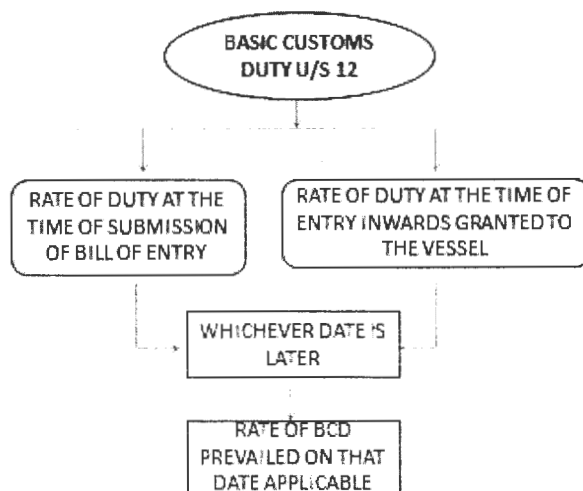 BASIC CUSTOMS
DUTY U/S 12
RATE OF DUTY AT THE
TIME OF SUBMISSION
OF BILL OF ENTRY
RATE OF DUTY AT THE TIME OF
ENTRY INWARDS GRANTED TO
THE VESSEL
WHICHEVER DATE IS
LATER
RATE OF BCD
PREVAILED ON THAT
DATE APPLICABLE